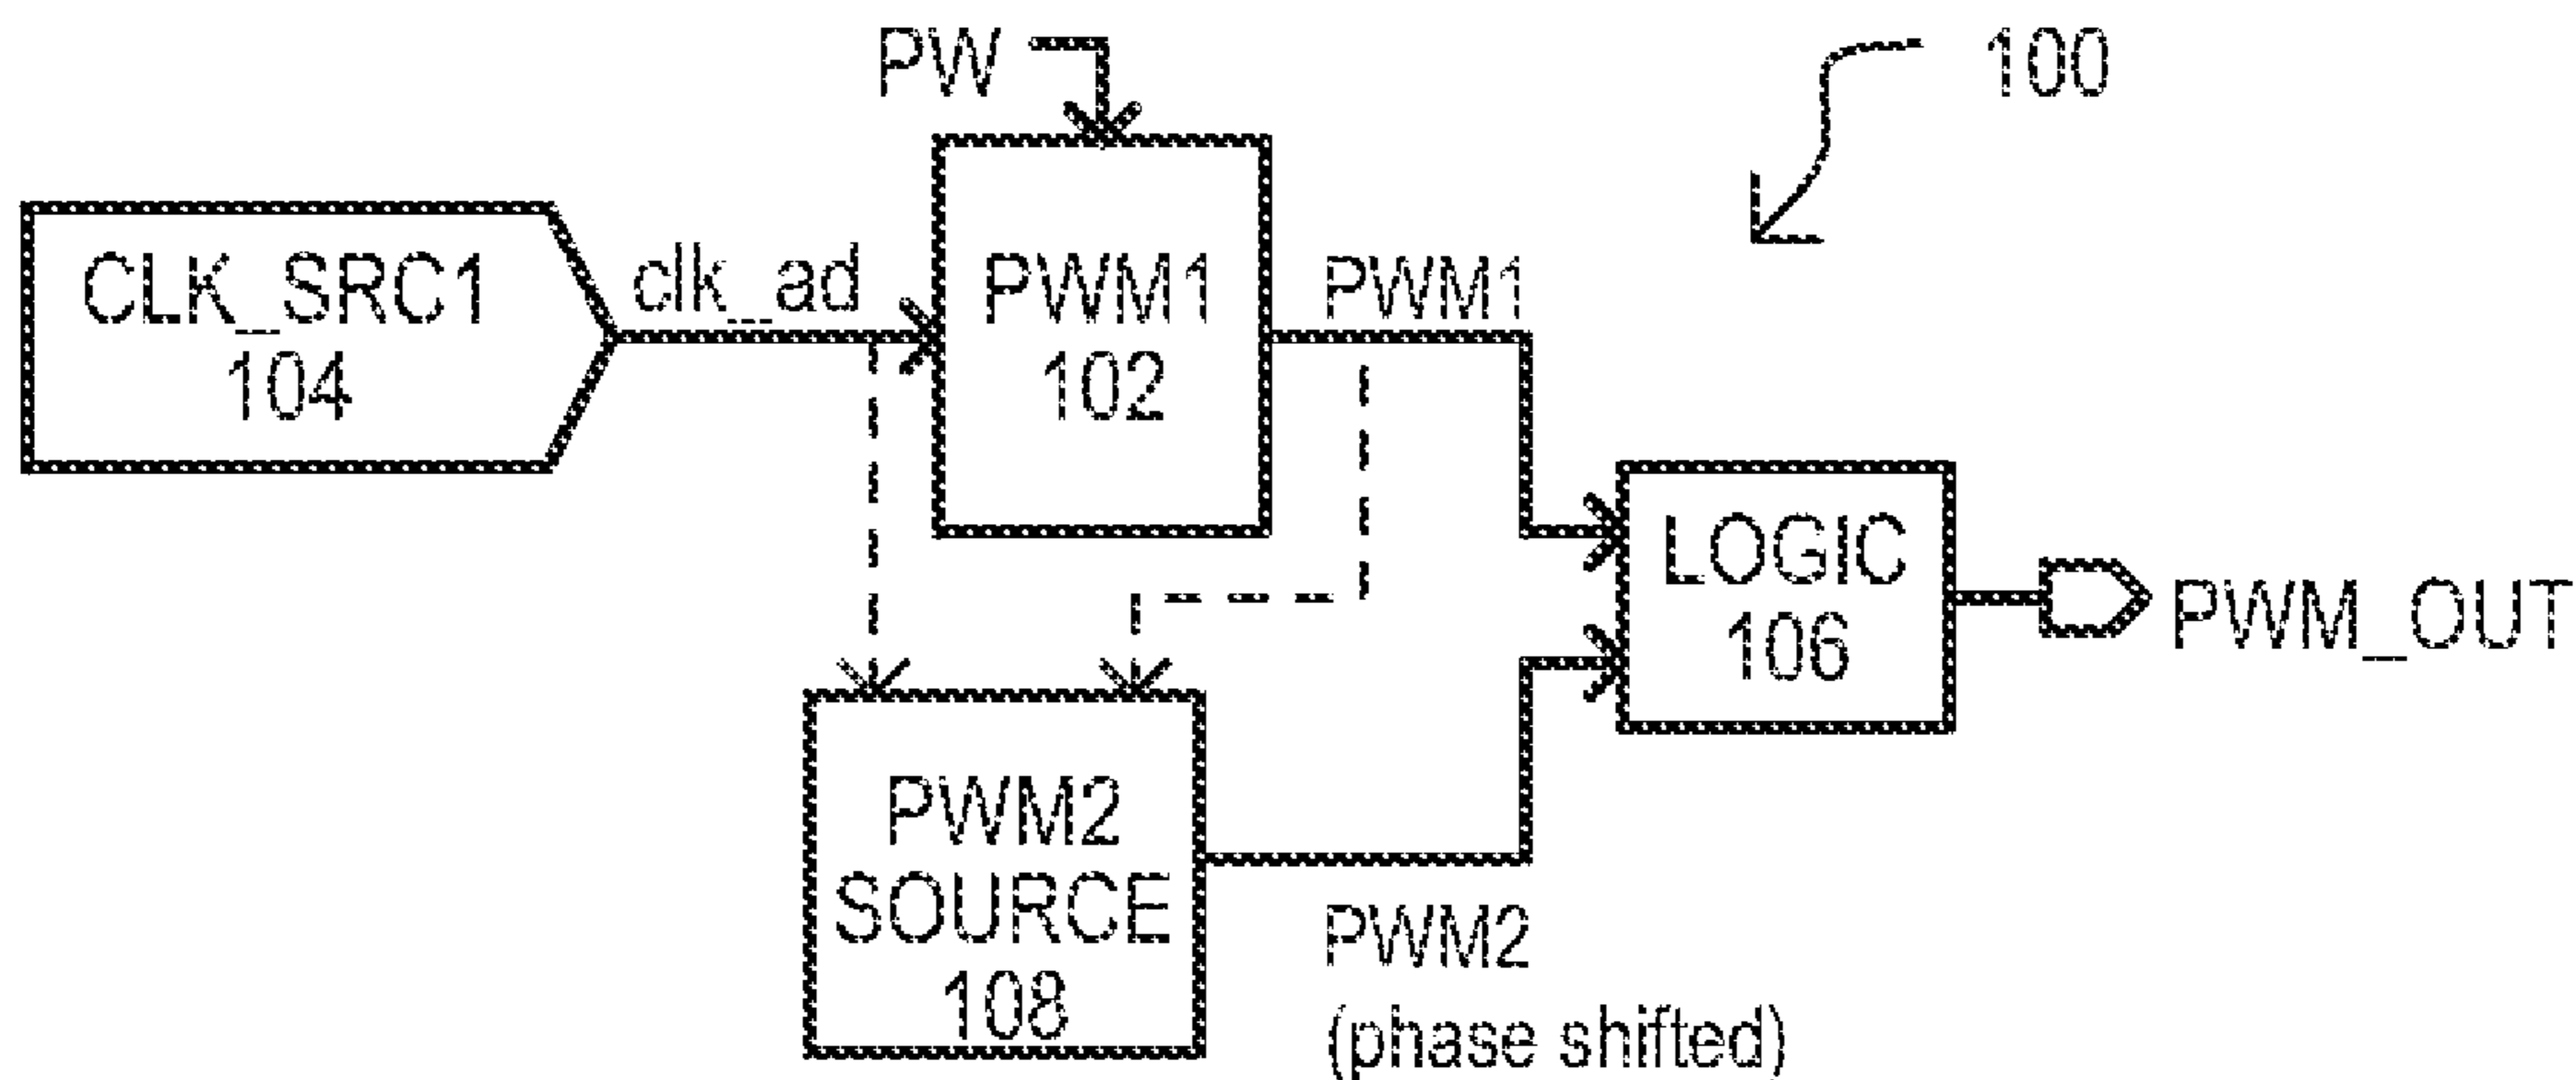 PW
100
CLK_SRC1
104
clk_ad
PWM1
102
PWM1
LOGIC
106
PWM_OUT
PWM2
SOURCE
108
PWM2
(phase shifted)